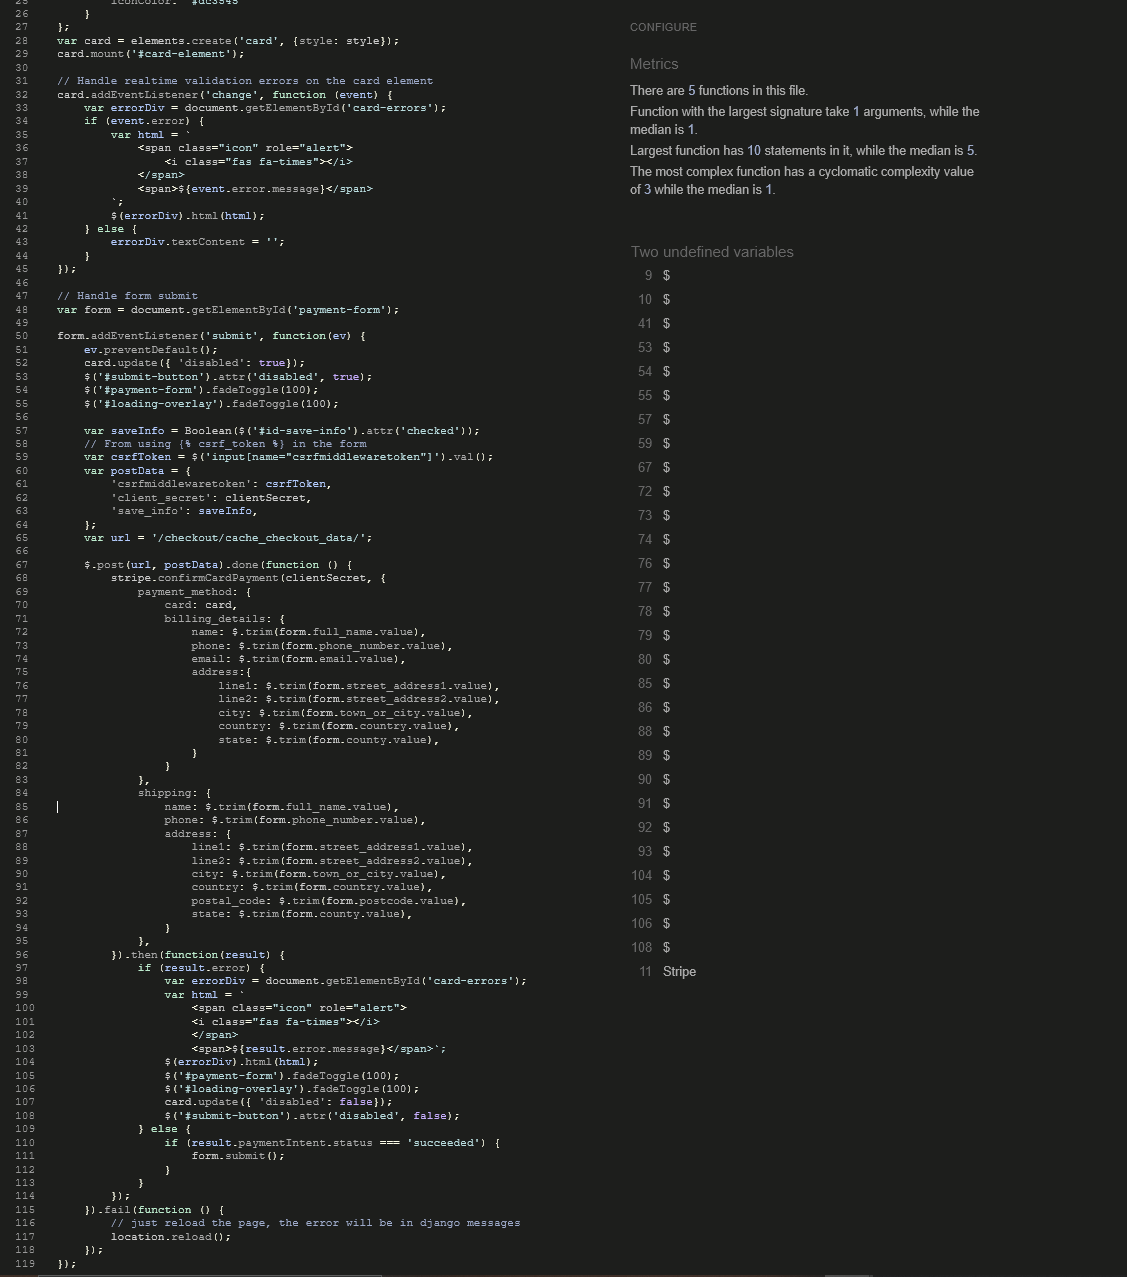 25 iconColor: '#dc3545'
26 }
27 };
28 var card = elements.create('card', {style: style});
29 card.mount('#card-element');
30
31 // Handle realtime validation errors on the card element
32 card.addEventListener('change', function (event) {
33 var errorDiv = document.getElementById('card-errors');
34 if (event.error) {
35 var html = `
36 <span class="icon" role="alert">
37 <i class="fas fa-times"></i>
38 </span>
39 <span>${event.error.message}</span>
40 `;
41 $(errorDiv).html(html);
42 } else {
43 errorDiv.textContent = '';
44 }
45 });
46
47 // Handle form submit
48 var form = document.getElementById('payment-form');
49
50 form.addEventListener('submit', function(ev) {
51 ev.preventDefault();
52 card.update({ 'disabled': true});
53 $('#submit-button').attr('disabled', true);
54 $('#payment-form').fadeToggle(100);
55 $('#loading-overlay').fadeToggle(100);
56
57 var saveInfo = Boolean($('#id-save-info').attr('checked'));
58 // From using {% csrf_token %} in the form
59 var csrfToken = $('input[name="csrfmiddlewaretoken"]').val();
60 var postData = {
61 'csrfmiddlewaretoken': csrfToken,
62 'client_secret': clientSecret,
63 'save_info': saveInfo,
64 };
65 var url = '/checkout/cache_checkout_data/';
66
67 $.post(url, postData).done(function () {
68 stripe.confirmCardPayment(clientSecret, {
69 payment_method: {
70 card: card,
71 billing_details: {
72 name: $.trim(form.full_name.value),
73 phone: $.trim(form.phone_number.value),
74 email: $.trim(form.email.value),
75 address:{
76 line1: $.trim(form.street_address1.value),
77 line2: $.trim(form.street_address2.value),
78 city: $.trim(form.town_or_city.value),
79 country: $.trim(form.country.value),
80 state: $.trim(form.county.value),
81 }
82 }
83 },
84 shipping: {
85 name: $.trim(form.full_name.value),
86 phone: $.trim(form.phone_number.value),
87 address: {
88 line1: $.trim(form.street_address1.value),
89 line2: $.trim(form.street_address2.value),
90 city: $.trim(form.town_or_city.value),
91 country: $.trim(form.country.value),
92 postal_code: $.trim(form.postcode.value),
93 state: $.trim(form.county.value),
94 }
95 },
96 }).then(function(result) {
97 if (result.error) {
98 var errorDiv = document.getElementById('card-errors');
99 var html = `
100 <span class="icon" role="alert">
101 <i class="fas fa-times"></i>
102 </span>
103 <span>${result.error.message}</span>`;
104 $(errorDiv).html(html);
105 $('#payment-form').fadeToggle(100);
106 $('#loading-overlay').fadeToggle(100);
107 card.update({ 'disabled': false});
108 $('#submit-button').attr('disabled', false);
109 } else {
110 if (result.paymentIntent.status === 'succeeded') {
111 form.submit();
112 }
113 }
114 });
115 }).fail(function () {
116 // just reload the page, the error will be in django messages
117 location.reload();
118 });
119 });
CONFIGURE
Metrics
There are 5 functions in this file.
Function with the largest signature take 1 arguments, while the
median is 1.
Largest function has 10 statements in it, while the median is 5.
The most complex function has a cyclomatic complexity value
of 3 while the median is 1.
Two undefined variables
9 $
10 $
41 $
53 $
54 $
55 $
57 $
59 $
67 $
72 $
73 $
74 $
76 $
77 $
78 $
79 $
80 $
85 $
86 $
88 $
89 $
90 $
91 $
92 $
93 $
104 $
105 $
106 $
108 $
11 Stripe